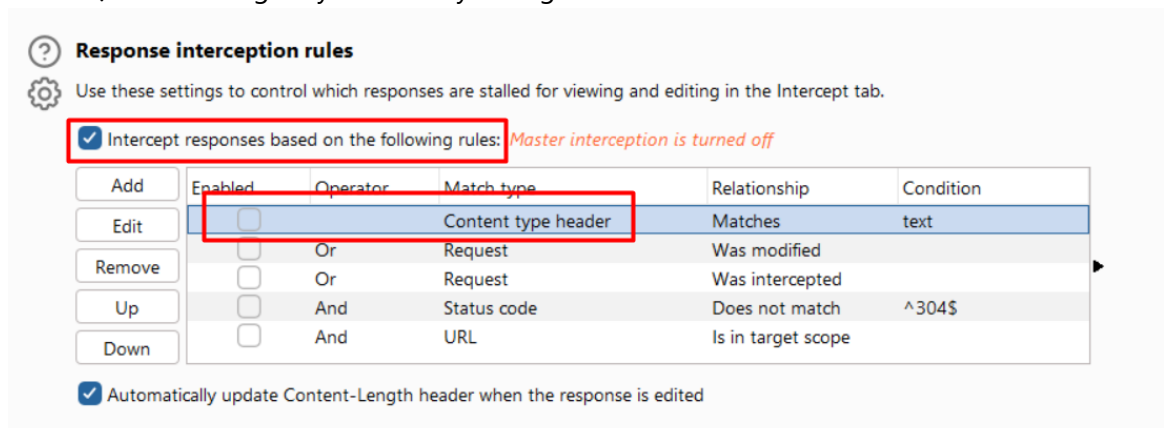 Response interception rules
Use these settings to control which responses are stalled for viewing and editing in the Intercept tab.
Intercept responses based on the following rules: Master interception is turned off
Add
Edit
Remove
Up
Down
Enabled Operator Match type Relationship Condition
Content type header Matches text
Or Request Was modified
Or Request Was intercepted
And Status code Does not match ^304$
And URL Is in target scope
Automatically update Content-Length header when the response is edited